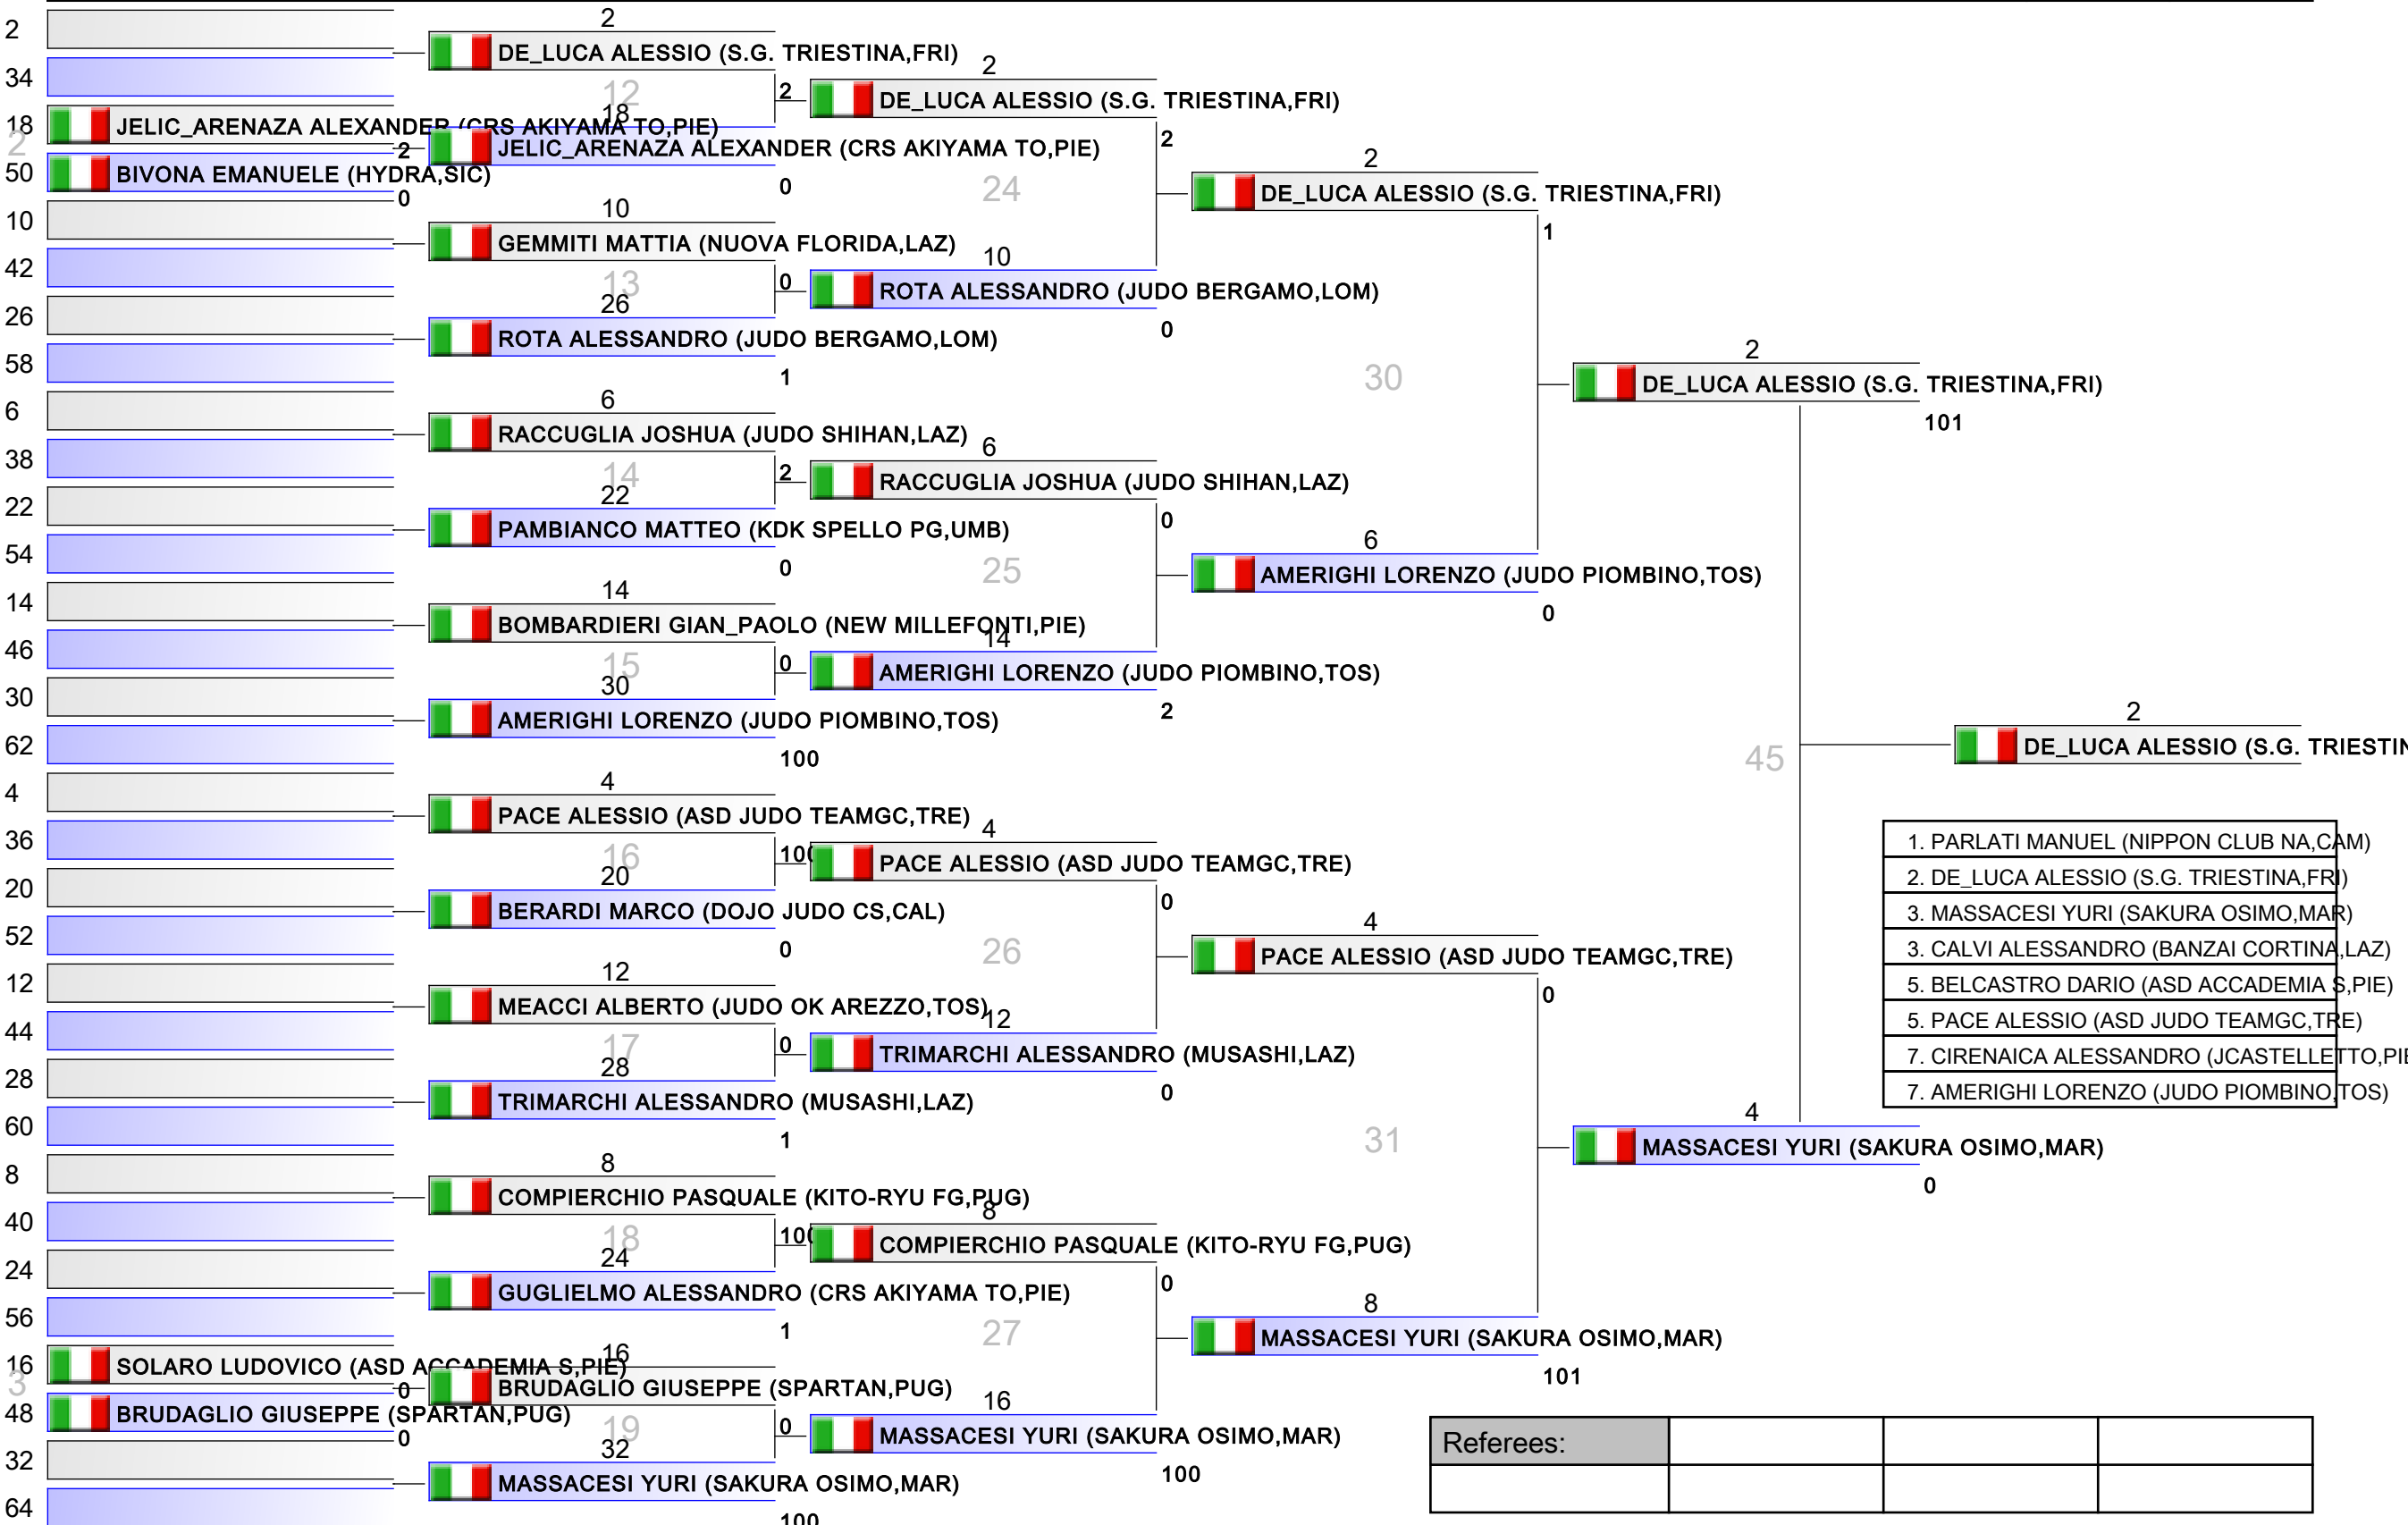 2
34
18
2
50
10
42
26
58
6
38
22
54
14
46
30
62
4
36
20
52
12
44
28
60
8
40
24
56
16
3
48
32
64
JELIC_ARENAZA ALEXANDER (CRS AKIYAMA TO,PIE)
2
BIVONA EMANUELE (HYDRA,SIC)
0
SOLARO LUDOVICO (ASD ACCADEMIA S,PIE)
0
BRUDAGLIO GIUSEPPE (SPARTAN,PUG)
0
2
DE_LUCA ALESSIO (S.G. TRIESTINA,FRI)
2
12
18
JELIC_ARENAZA ALEXANDER (CRS AKIYAMA TO,PIE)
0
10
GEMMITI MATTIA (NUOVA FLORIDA,LAZ)
0
13
26
ROTA ALESSANDRO (JUDO BERGAMO,LOM)
1
6
RACCUGLIA JOSHUA (JUDO SHIHAN,LAZ)
2
14
22
PAMBIANCO MATTEO (KDK SPELLO PG,UMB)
0
14
BOMBARDIERI GIAN_PAOLO (NEW MILLEFONTI,PIE)
0
15
30
AMERIGHI LORENZO (JUDO PIOMBINO,TOS)
100
4
PACE ALESSIO (ASD JUDO TEAMGC,TRE)
100
16
20
BERARDI MARCO (DOJO JUDO CS,CAL)
0
12
MEACCI ALBERTO (JUDO OK AREZZO,TOS)
0
17
28
TRIMARCHI ALESSANDRO (MUSASHI,LAZ)
1
8
COMPIERCHIO PASQUALE (KITO-RYU FG,PUG)
100
18
24
GUGLIELMO ALESSANDRO (CRS AKIYAMA TO,PIE)
1
16
BRUDAGLIO GIUSEPPE (SPARTAN,PUG)
0
19
32
MASSACESI YURI (SAKURA OSIMO,MAR)
100
2
DE_LUCA ALESSIO (S.G. TRIESTINA,FRI)
2
24
10
ROTA ALESSANDRO (JUDO BERGAMO,LOM)
0
6
RACCUGLIA JOSHUA (JUDO SHIHAN,LAZ)
0
25
14
AMERIGHI LORENZO (JUDO PIOMBINO,TOS)
2
4
PACE ALESSIO (ASD JUDO TEAMGC,TRE)
0
26
12
TRIMARCHI ALESSANDRO (MUSASHI,LAZ)
0
8
COMPIERCHIO PASQUALE (KITO-RYU FG,PUG)
0
27
16
MASSACESI YURI (SAKURA OSIMO,MAR)
100
2
DE_LUCA ALESSIO (S.G. TRIESTINA,FRI)
1
30
6
AMERIGHI LORENZO (JUDO PIOMBINO,TOS)
0
4
PACE ALESSIO (ASD JUDO TEAMGC,TRE)
0
31
8
MASSACESI YURI (SAKURA OSIMO,MAR)
101
2
DE_LUCA ALESSIO (S.G. TRIESTINA,FRI)
101
45
4
MASSACESI YURI (SAKURA OSIMO,MAR)
0
2
DE_LUCA ALESSIO (S.G. TRIESTIN
1. PARLATI MANUEL (NIPPON CLUB NA,CAM)
2. DE_LUCA ALESSIO (S.G. TRIESTINA,FRI)
3. MASSACESI YURI (SAKURA OSIMO,MAR)
3. CALVI ALESSANDRO (BANZAI CORTINA,LAZ)
5. BELCASTRO DARIO (ASD ACCADEMIA S,PIE)
5. PACE ALESSIO (ASD JUDO TEAMGC,TRE)
7. CIRENAICA ALESSANDRO (JCASTELLETTO,PIE
7. AMERIGHI LORENZO (JUDO PIOMBINO,TOS)
Referees: